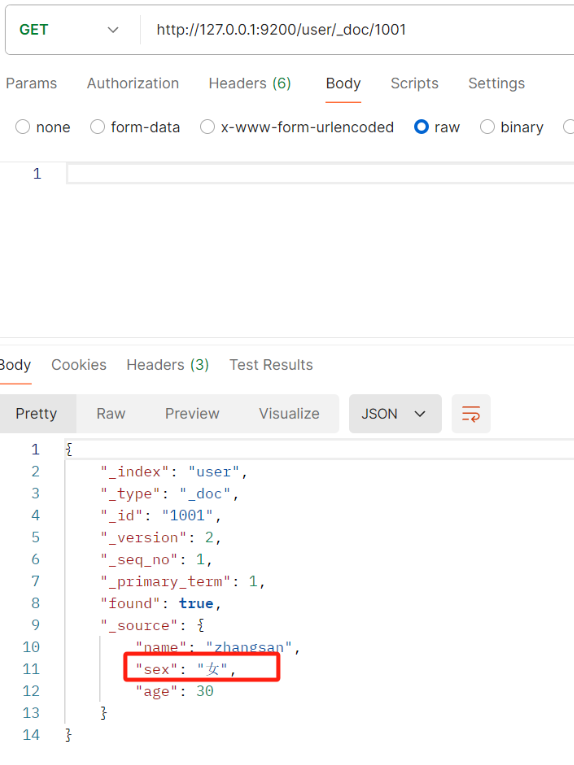 GET http://127.0.0.1:9200/user/_doc/1001
Params Authorization Headers (6) Body Scripts Settings
none form-data x-www-form-urlencoded raw binary
1
Body Cookies Headers (3) Test Results
Pretty Raw Preview Visualize JSON
1 {
2 "_index": "user",
3 "_type": "_doc",
4 "_id": "1001",
5 "_version": 2,
6 "_seq_no": 1,
7 "_primary_term": 1,
8 "found": true,
9 "_source": {
10 "name": "zhangsan",
11 "sex": "女",
12 "age": 30
13 }
14 }